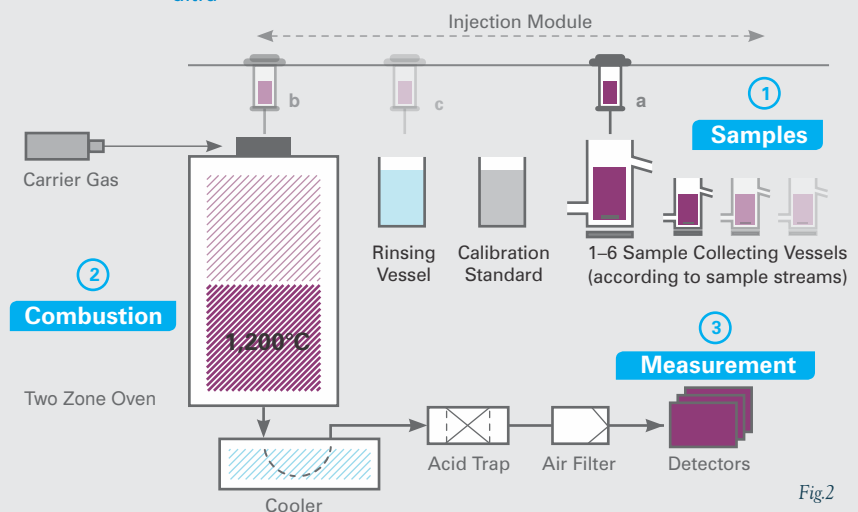 Injection Module
b
c
a
1
Samples
Carrier Gas
Rinsing
Vessel
Calibration
Standard
1–6 Sample Collecting Vessels
(according to sample streams)
2
Combustion
1,200°C
3
Measurement
Two Zone Oven
Acid Trap
Air Filter
Detectors
Cooler
Fig.2